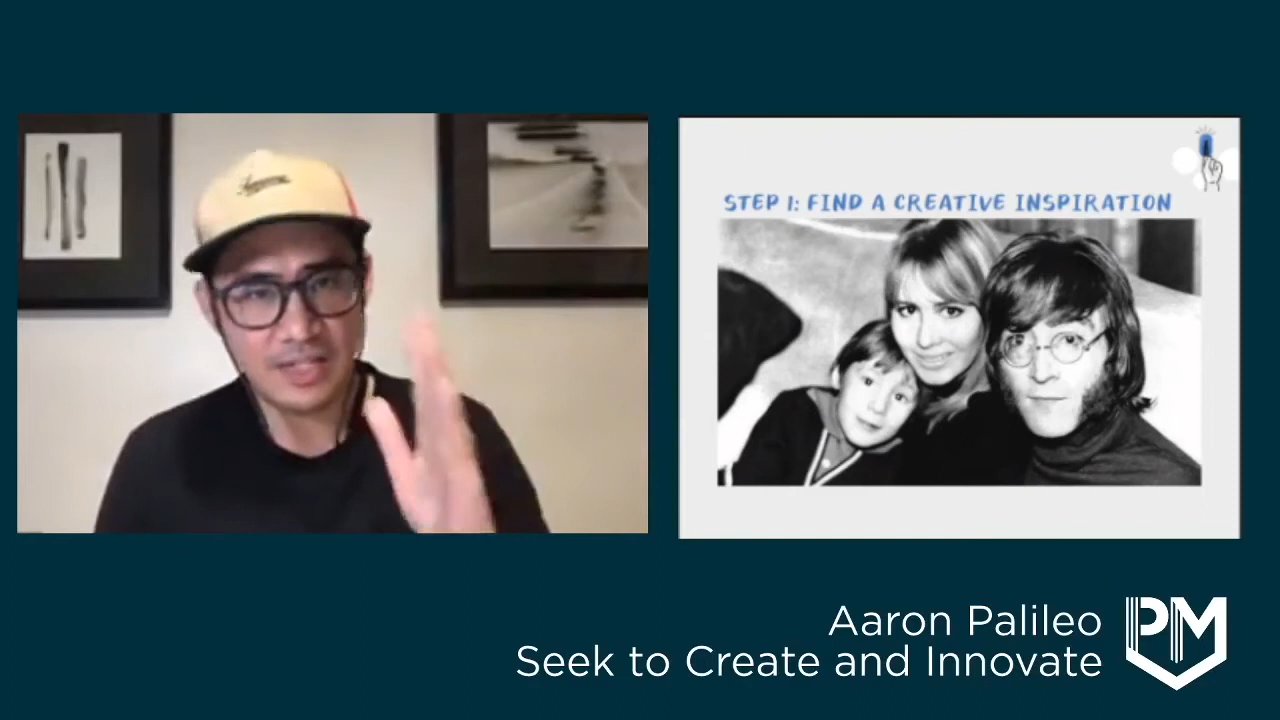 STEP 1: FIND A CREATIVE INSPIRATION
Aaron Palileo
Seek to Create and Innovate
PM